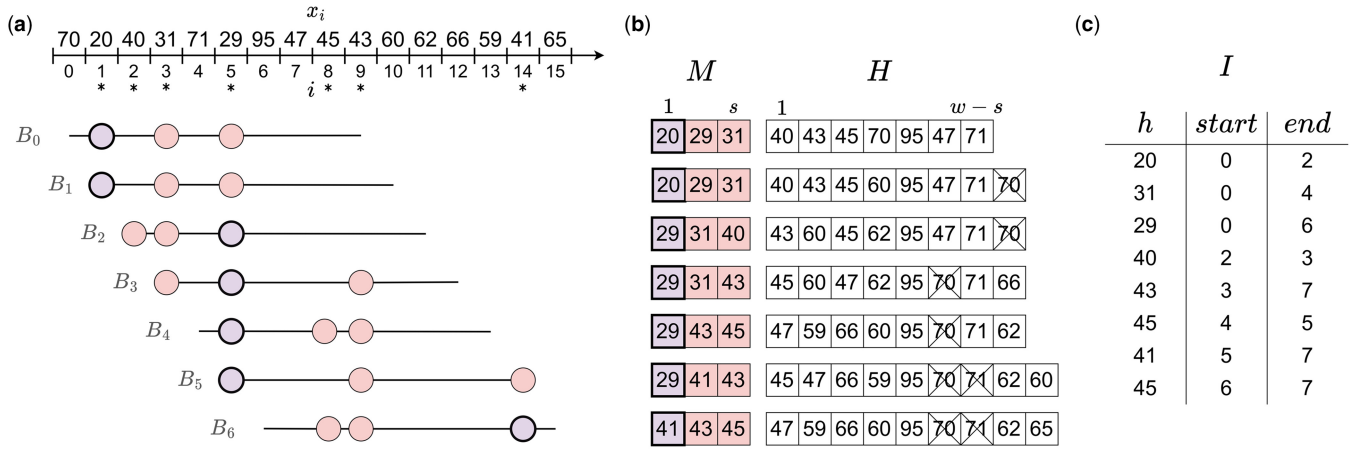 (a)
x_i
70 20 40 31 71 29 95 47 45 43 60 62 66 59 41 65
0 1 2 3 4 5 6 7 8 9 10 11 12 13 14 15
* * * * i * * *
B_0
B_1
B_2
B_3
B_4
B_5
B_6
(b)
M H
1 s 1 w − s
20 29 31 40 43 45 70 95 47 71
20 29 31 40 43 45 60 95 47 71 70
29 31 40 43 60 45 62 95 47 71 70
29 31 43 45 60 47 62 95 70 71 66
29 43 45 47 59 66 60 95 70 71 62
29 41 43 45 47 66 59 95 70 71 62 60
41 43 45 47 59 66 60 95 70 71 62 65
(c)
I
h start end
20 0 2
31 0 4
29 0 6
40 2 3
43 3 7
45 4 5
41 5 7
45 6 7